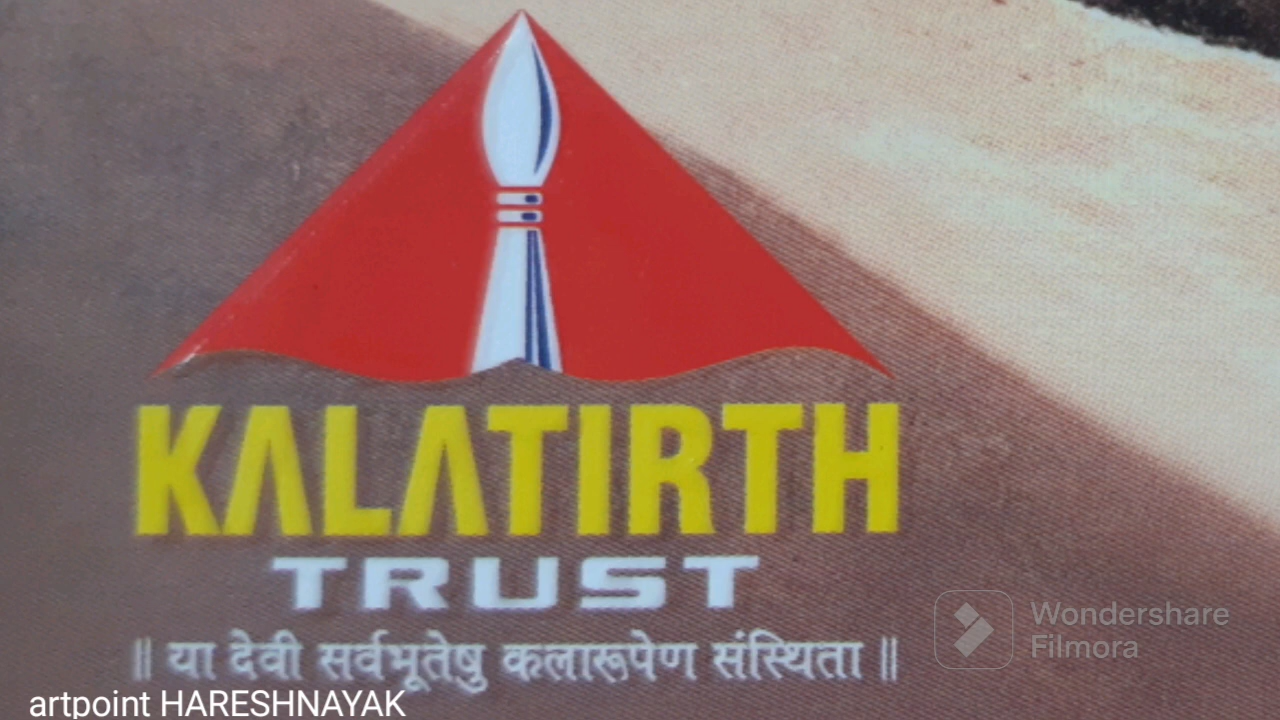 KALATIRTH
TRUST
॥ या देवी सर्वभूतेषु कलारूपेण संस्थिता ॥
Wondershare
Filmora
artpoint HARESHNAYAK